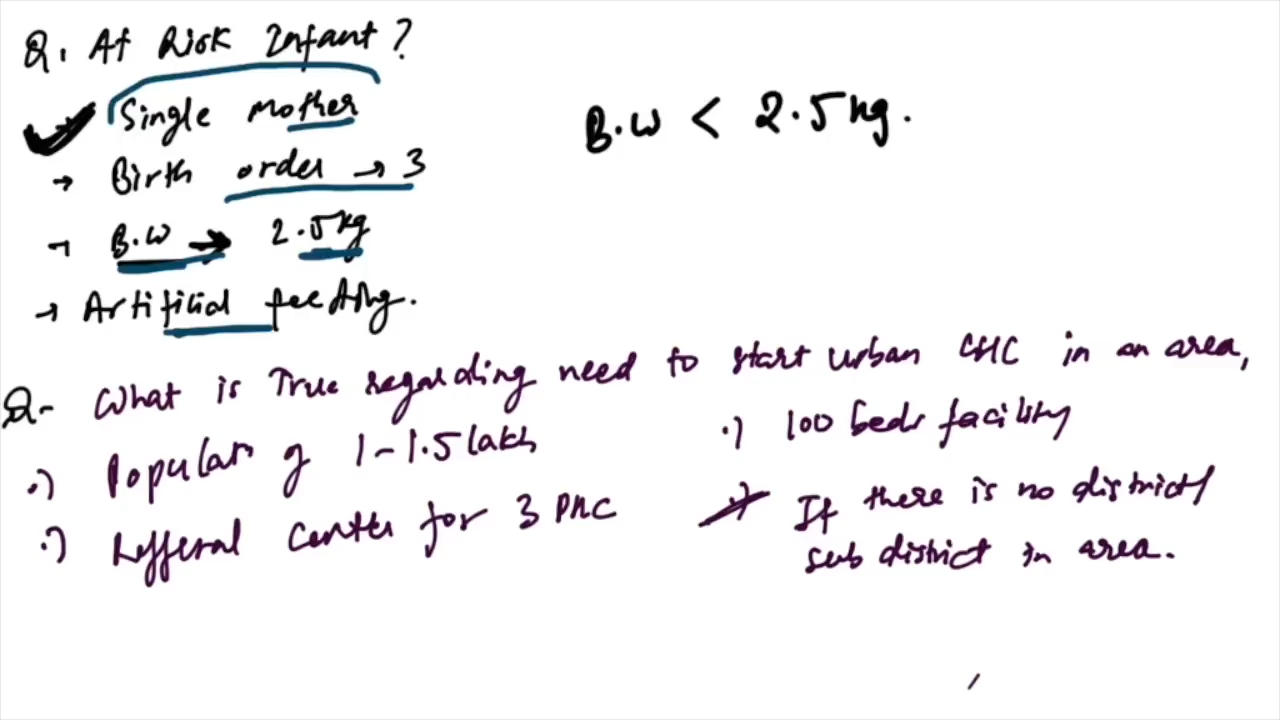 Q. At Risk Infant?
Single mother
→ Birth order → 3
→ B.W → 2.5kg
→ Artificial feeding.
B.W < 2.5kg.
Q- What is True regarding need to start urban CHC in an area,
.) Populatn of 1-1.5 lakh
.) Refferal center for 3 PHC
.) 100 beds facility
.) If there is no district/
sub district in area.